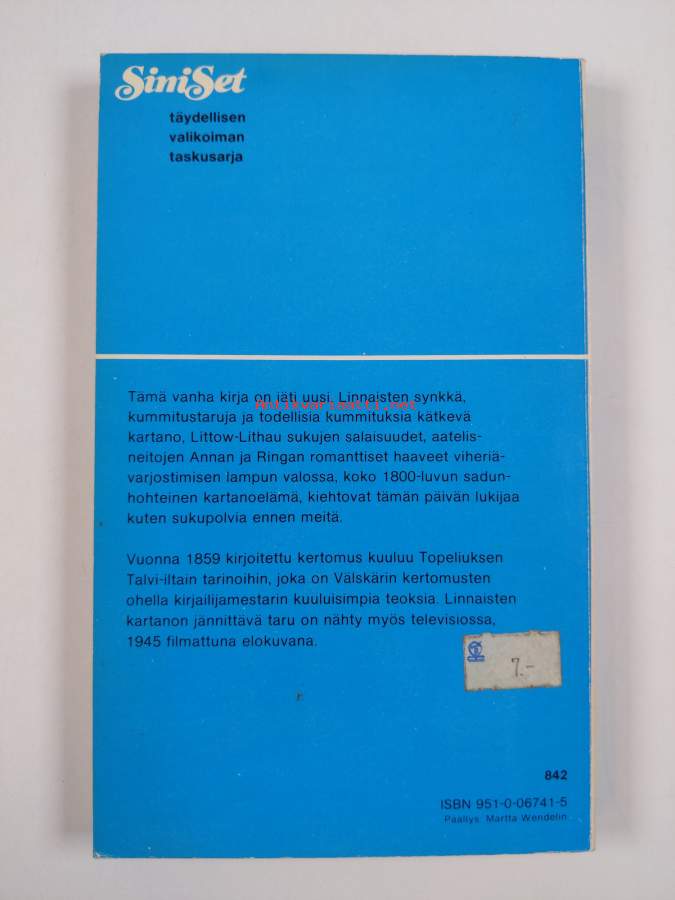 SiniSet
täydellisen
valikoiman
taskusarja
Tämä vanha kirja on iäti uusi. Linnaisten synkkä,
Antikvariaatti.net
kummitustaruja ja todellisia kummituksia kätkevä
kartano, Littow-Lithau sukujen salaisuudet, aatelis-
neitojen Annan ja Ringan romanttiset haaveet viheriä-
varjostimisen lampun valossa, koko 1800-luvun sadun-
hohteinen kartanoelämä, kiehtovat tämän päivän lukijaa
kuten sukupolvia ennen meitä.
Vuonna 1859 kirjoitettu kertomus kuuluu Topeliuksen
Talvi-iltain tarinoihin, joka on Välskärin kertomusten
ohella kirjailijamestarin kuuluisimpia teoksia. Linnaisten
kartanon jännittävä taru on nähty myös televisiossa,
1945 filmattuna elokuvana.
7.-
842
ISBN 951-0-06741-5
Päällys Martta Wendelin